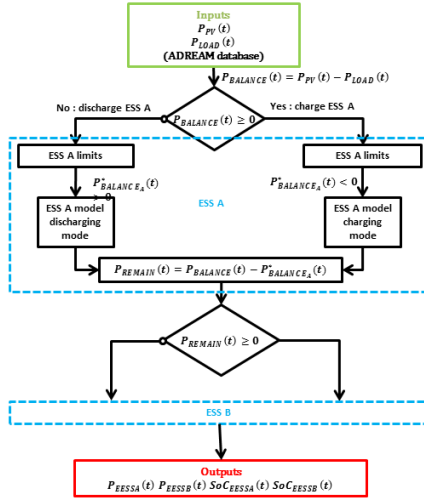 Inputs
P_PV(t)
P_LOAD(t)
(ADREAM database)
P_BALANCE(t) = P_PV(t) − P_LOAD(t)
No : discharge ESS A
Yes : charge ESS A
P_BALANCE(t) ≥ 0
ESS A limits
ESS A limits
P*_BALANCE_A(t)
P*_BALANCE_A(t) < 0
ESS A
ESS A model
discharging
mode
ESS A model
charging
mode
P_REMAIN(t) = P_BALANCE(t) − P*_BALANCE_A(t)
P_REMAIN(t) ≥ 0
ESS B
Outputs
P_EESSA(t) P_EESSB(t) SoC_EESSA(t) SoC_EESSB(t)